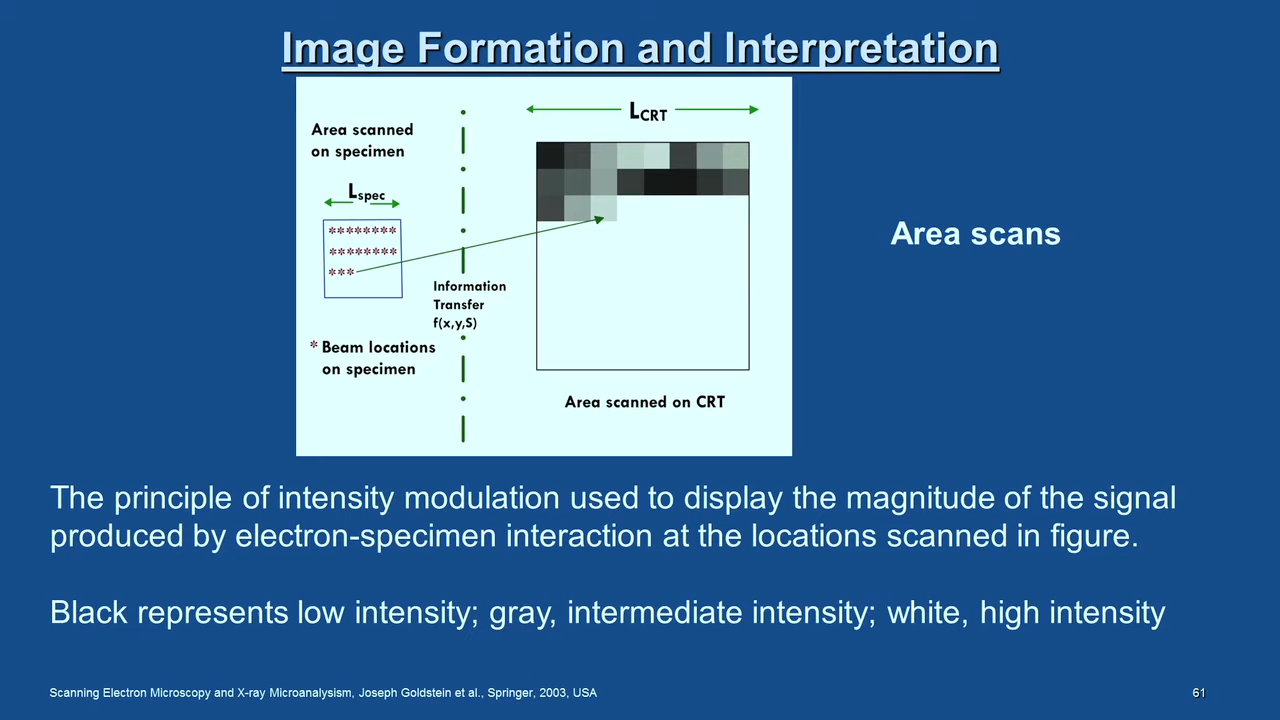 Image Formation and Interpretation
Area scanned
on specimen
Lspec
********
********
***
* Beam locations
on specimen
Information
Transfer
f(x,y,S)
LCRT
Area scanned on CRT
Area scans
The principle of intensity modulation used to display the magnitude of the signal
produced by electron-specimen interaction at the locations scanned in figure.
Black represents low intensity; gray, intermediate intensity; white, high intensity
Scanning Electron Microscopy and X-ray Microanalysism, Joseph Goldstein et al., Springer, 2003, USA
61